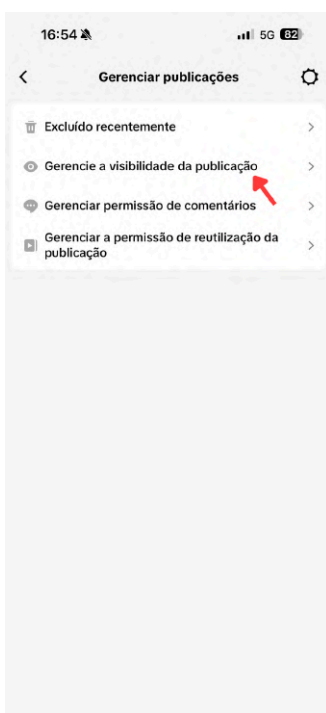 16:54
5G 82
Gerenciar publicações
Excluído recentemente
Gerencie a visibilidade da publicação
Gerenciar permissão de comentários
Gerenciar a permissão de reutilização da
publicação